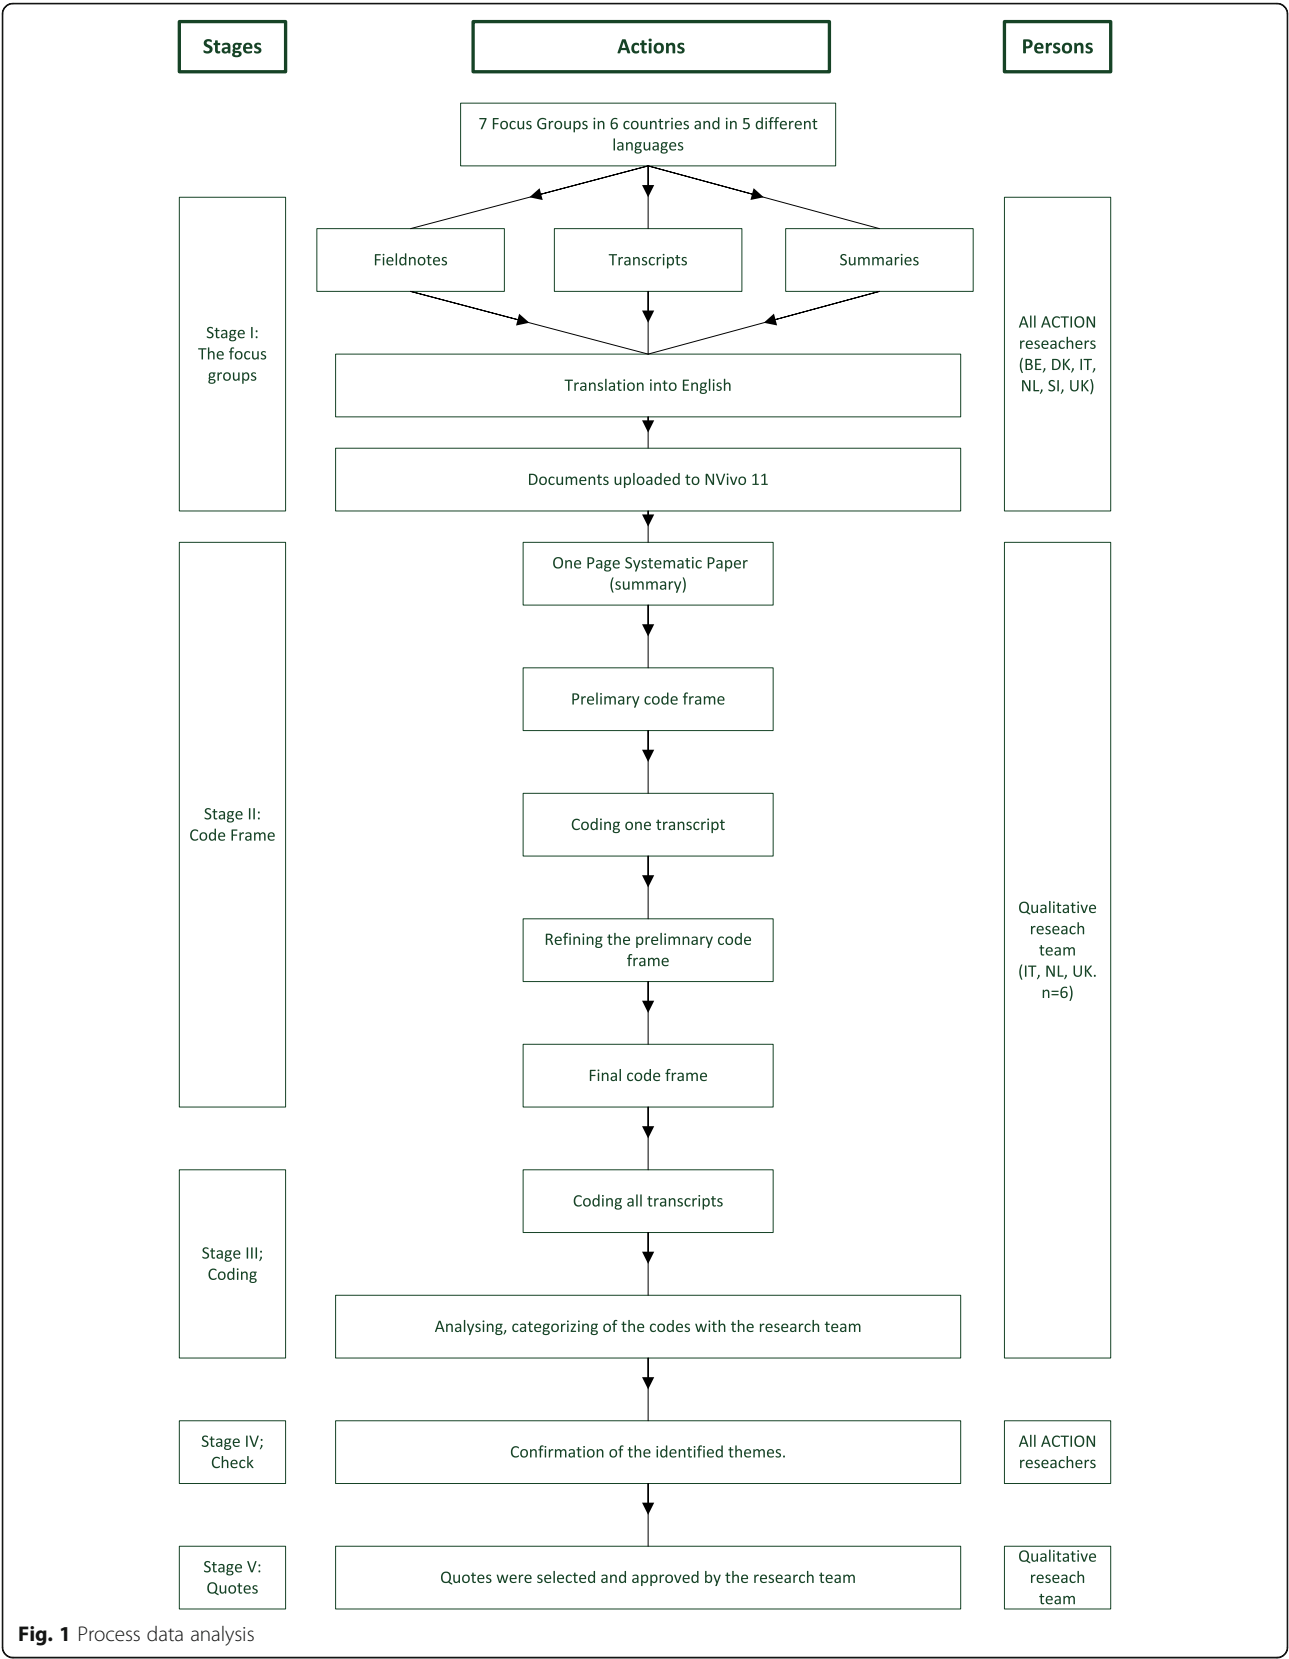 Stages
Actions
Persons
7 Focus Groups in 6 countries and in 5 different
languages
Fieldnotes
Transcripts
Summaries
Stage I:
The focus
groups
All ACTION
reseachers
(BE, DK, IT,
NL, SI, UK)
Translation into English
Documents uploaded to NVivo 11
One Page Systematic Paper
(summary)
Prelimary code frame
Stage II:
Code Frame
Coding one transcript
Refining the prelimnary code
frame
Qualitative
reseach
team
(IT, NL, UK.
n=6)
Final code frame
Coding all transcripts
Stage III;
Coding
Analysing, categorizing of the codes with the research team
Stage IV;
Check
Confirmation of the identified themes.
All ACTION
reseachers
Stage V:
Quotes
Quotes were selected and approved by the research team
Qualitative
reseach
team
Fig. 1 Process data analysis